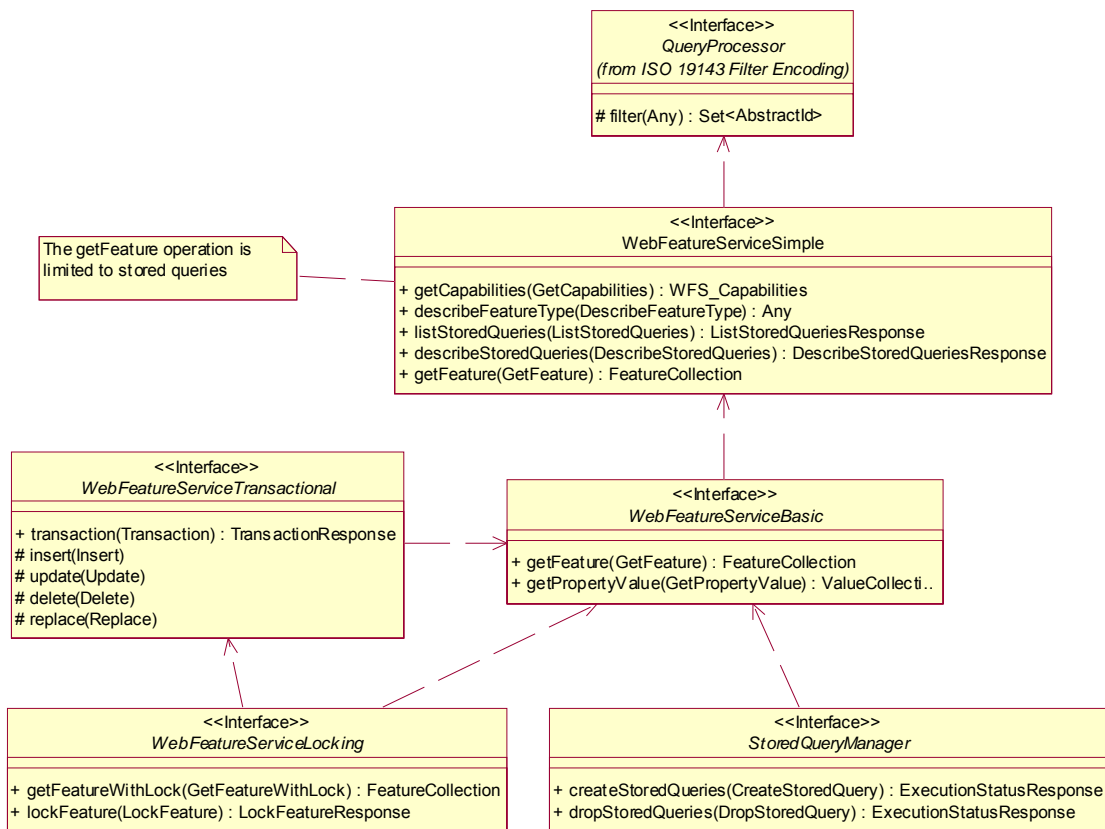 <<Interface>>
QueryProcessor
(from ISO 19143 Filter Encoding)
# filter(Any) : Set<AbstractId>
<<Interface>>
WebFeatureServiceSimple
The getFeature operation is
limited to stored queries
+ getCapabilities(GetCapabilities) : WFS_Capabilities
+ describeFeatureType(DescribeFeatureType) : Any
+ listStoredQueries(ListStoredQueries) : ListStoredQueriesResponse
+ describeStoredQueries(DescribeStoredQueries) : DescribeStoredQueriesResponse
+ getFeature(GetFeature) : FeatureCollection
<<Interface>>
WebFeatureServiceTransactional
+ transaction(Transaction) : TransactionResponse
# insert(Insert)
# update(Update)
# delete(Delete)
# replace(Replace)
<<Interface>>
WebFeatureServiceBasic
+ getFeature(GetFeature) : FeatureCollection
+ getPropertyValue(GetPropertyValue) : ValueCollecti..
<<Interface>>
WebFeatureServiceLocking
+ getFeatureWithLock(GetFeatureWithLock) : FeatureCollection
+ lockFeature(LockFeature) : LockFeatureResponse
<<Interface>>
StoredQueryManager
+ createStoredQueries(CreateStoredQuery) : ExecutionStatusResponse
+ dropStoredQueries(DropStoredQuery) : ExecutionStatusResponse